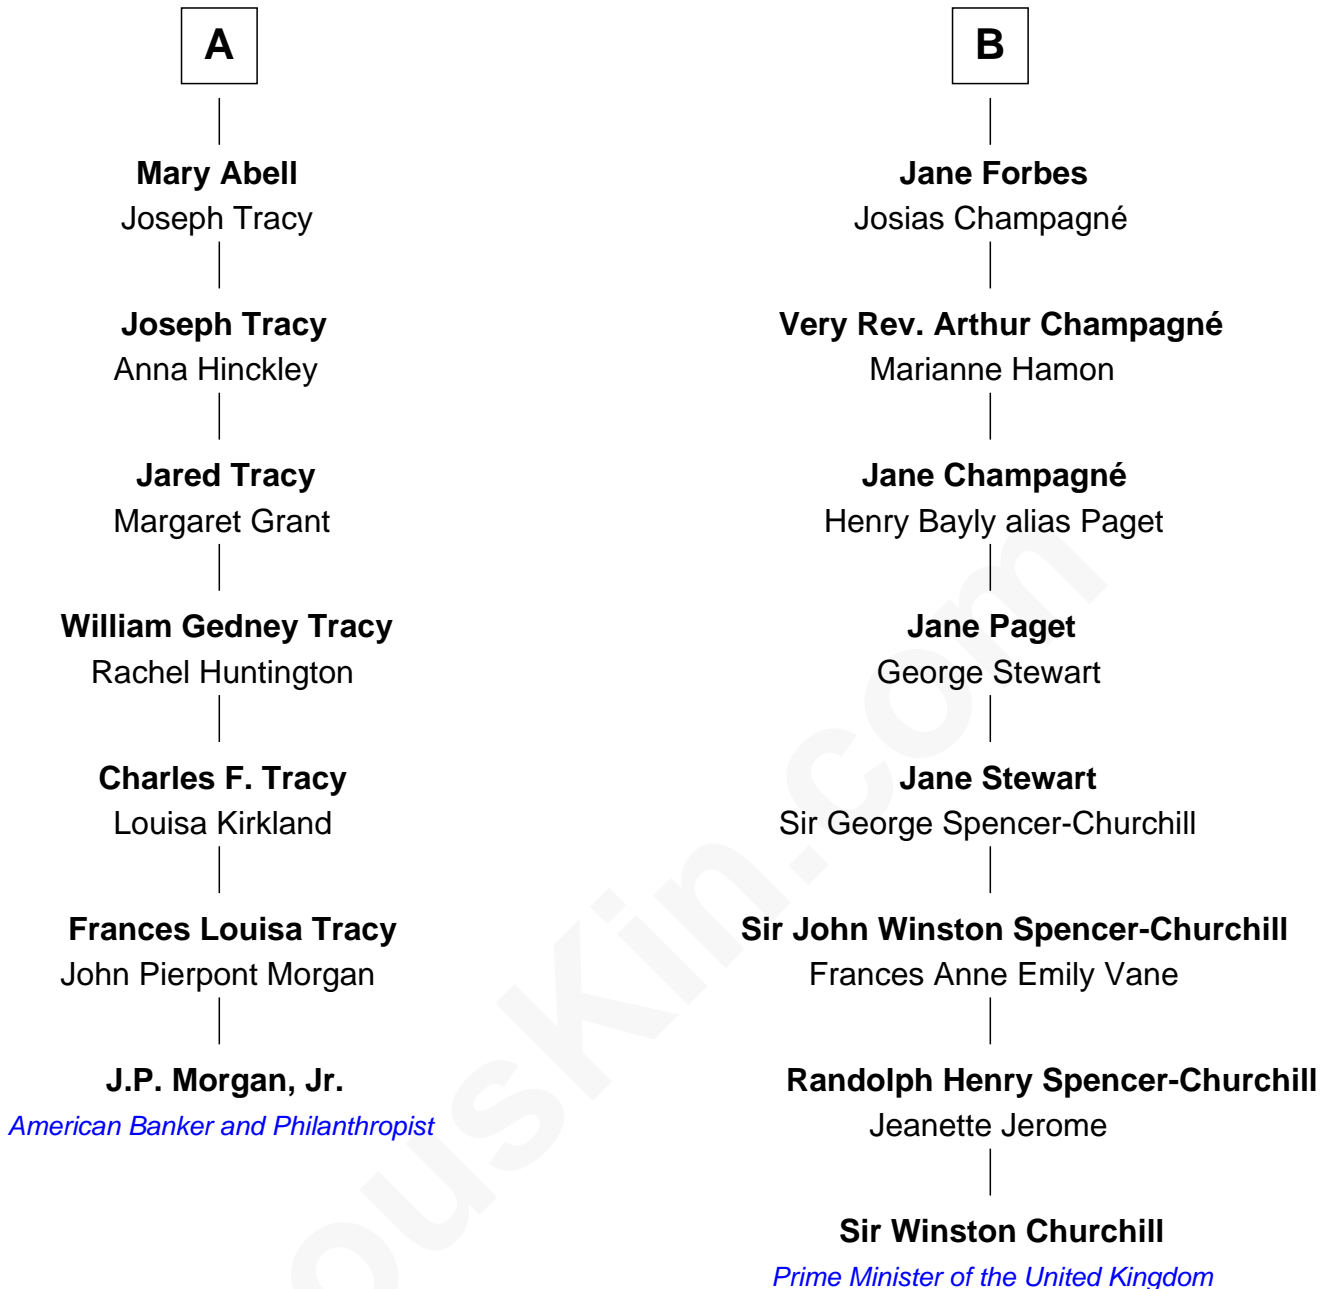 A
Mary Abell
Joseph Tracy
Joseph Tracy
Anna Hinckley
Jared Tracy
Margaret Grant
William Gedney Tracy
Rachel Huntington
Charles F. Tracy
Louisa Kirkland
Frances Louisa Tracy
John Pierpont Morgan
J.P. Morgan, Jr.
American Banker and Philanthropist
B
Jane Forbes
Josias Champagné
Very Rev. Arthur Champagné
Marianne Hamon
Jane Champagné
Henry Bayly alias Paget
Jane Paget
George Stewart
Jane Stewart
Sir George Spencer-Churchill
Sir John Winston Spencer-Churchill
Frances Anne Emily Vane
Randolph Henry Spencer-Churchill
Jeanette Jerome
Sir Winston Churchill
Prime Minister of the United Kingdom
ousKin.com